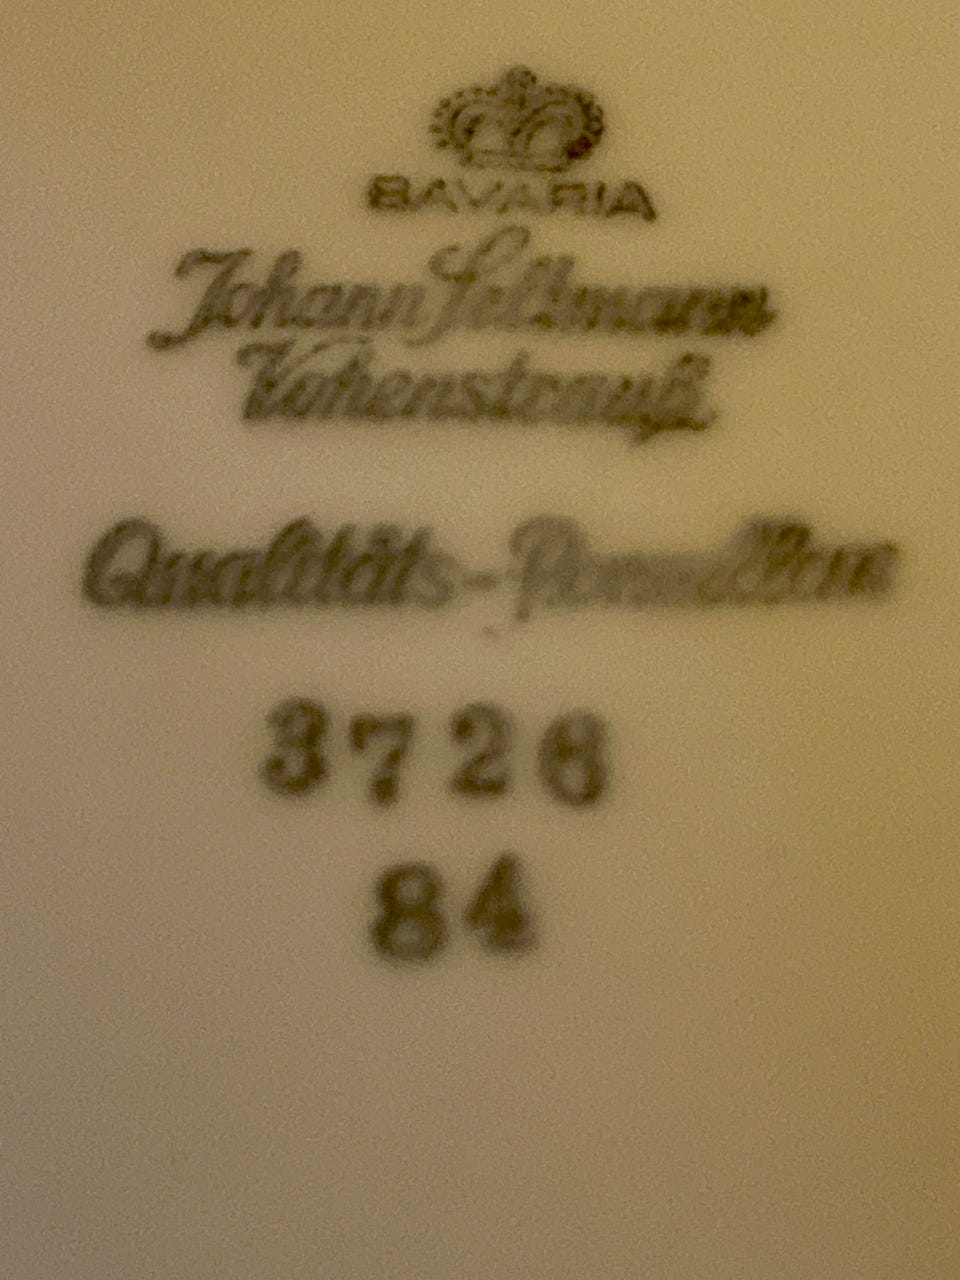 BAVARIA
Johann Seltmann
Vohenstrauß
Qualitäts-Porzellan
3726
84